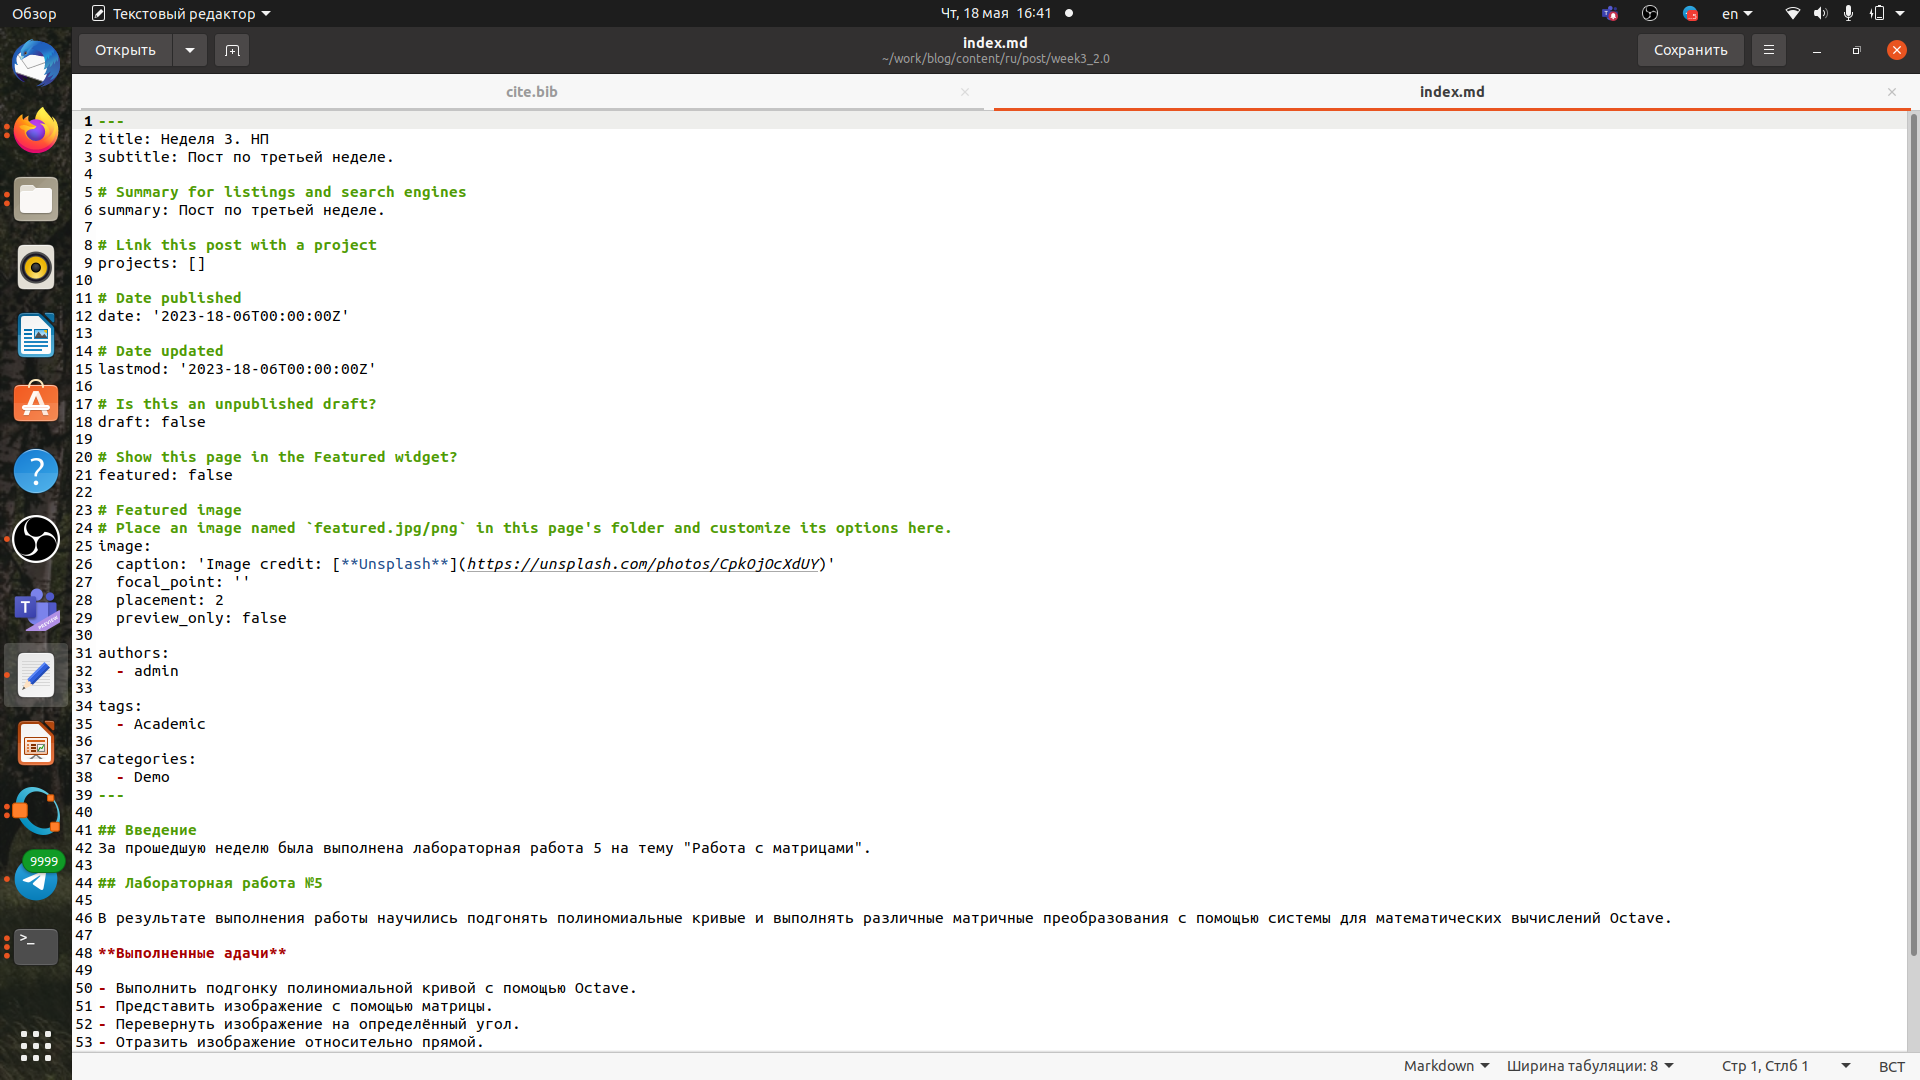 Обзор
Текстовый редактор
Чт, 18 мая 16:41
en
Открыть
index.md
~/work/blog/content/ru/post/week3_2.0
Сохранить
cite.bib
index.md
1 ---
2 title: Неделя 3. НП
3 subtitle: Пост по третьей неделе.
4
5 # Summary for listings and search engines
6 summary: Пост по третьей неделе.
7
8 # Link this post with a project
9 projects: []
10
11 # Date published
12 date: '2023-18-06T00:00:00Z'
13
14 # Date updated
15 lastmod: '2023-18-06T00:00:00Z'
16
17 # Is this an unpublished draft?
18 draft: false
19
20 # Show this page in the Featured widget?
21 featured: false
22
23 # Featured image
24 # Place an image named `featured.jpg/png` in this page's folder and customize its options here.
25 image:
26   caption: 'Image credit: [**Unsplash**](https://unsplash.com/photos/CpkOjOcXdUY)'
27   focal_point: ''
28   placement: 2
29   preview_only: false
30
31 authors:
32   - admin
33
34 tags:
35   - Academic
36
37 categories:
38   - Demo
39 ---
40
41 ## Введение
42 За прошедшую неделю была выполнена лабораторная работа 5 на тему "Работа с матрицами".
43
44 ## Лабораторная работа №5
45
46 В результате выполнения работы научились подгонять полиномиальные кривые и выполнять различные матричные преобразования с помощью системы для математических вычислений Octave.
47
48 **Выполненные адачи**
49
50 - Выполнить подгонку полиномиальной кривой с помощью Octave.
51 - Представить изображение с помощью матрицы.
52 - Перевернуть изображение на определённый угол.
53 - Отразить изображение относительно прямой.
9999
Markdown
Ширина табуляции: 8
Стр 1, Стлб 1
ВСТ